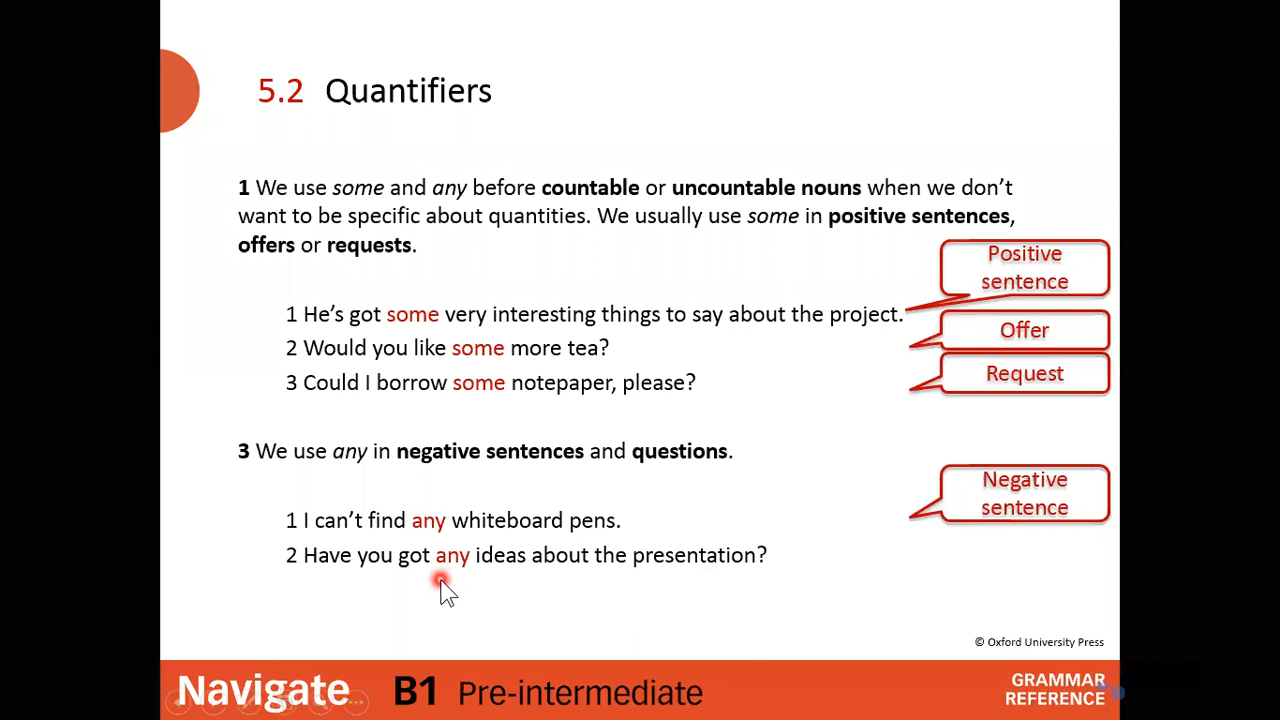 5.2 Quantifiers
1 We use some and any before countable or uncountable nouns when we don't
want to be specific about quantities. We usually use some in positive sentences,
offers or requests.
Positive
sentence
1 He's got some very interesting things to say about the project.
Offer
2 Would you like some more tea?
Request
3 Could I borrow some notepaper, please?
3 We use any in negative sentences and questions.
Negative
sentence
1 I can't find any whiteboard pens.
2 Have you got any ideas about the presentation?
© Oxford University Press
Navigate B1 Pre-intermediate
GRAMMAR
REFERENCE